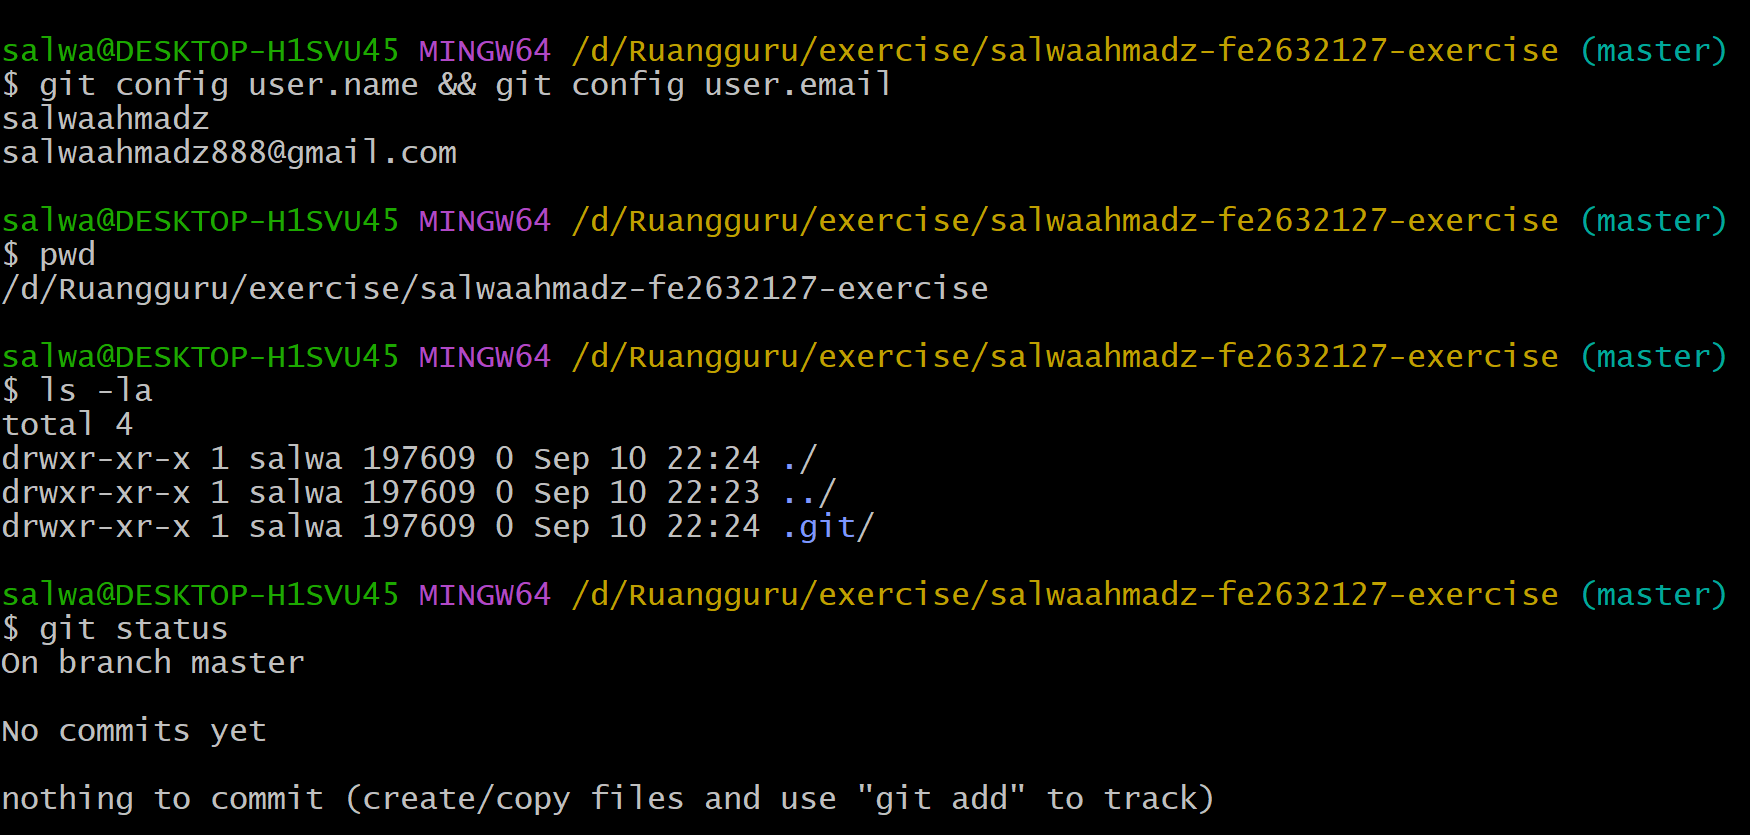 salwa@DESKTOP-H1SVU45 MINGW64 /d/Ruangguru/exercise/salwaahmadz-fe2632127-exercise (master)
$ git config user.name && git config user.email
salwaahmadz
salwaahmadz888@gmail.com
salwa@DESKTOP-H1SVU45 MINGW64 /d/Ruangguru/exercise/salwaahmadz-fe2632127-exercise (master)
$ pwd
/d/Ruangguru/exercise/salwaahmadz-fe2632127-exercise
salwa@DESKTOP-H1SVU45 MINGW64 /d/Ruangguru/exercise/salwaahmadz-fe2632127-exercise (master)
$ ls -la
total 4
drwxr-xr-x 1 salwa 197609 0 Sep 10 22:24 ./
drwxr-xr-x 1 salwa 197609 0 Sep 10 22:23 ../
drwxr-xr-x 1 salwa 197609 0 Sep 10 22:24 .git/
salwa@DESKTOP-H1SVU45 MINGW64 /d/Ruangguru/exercise/salwaahmadz-fe2632127-exercise (master)
$ git status
On branch master
No commits yet
nothing to commit (create/copy files and use "git add" to track)